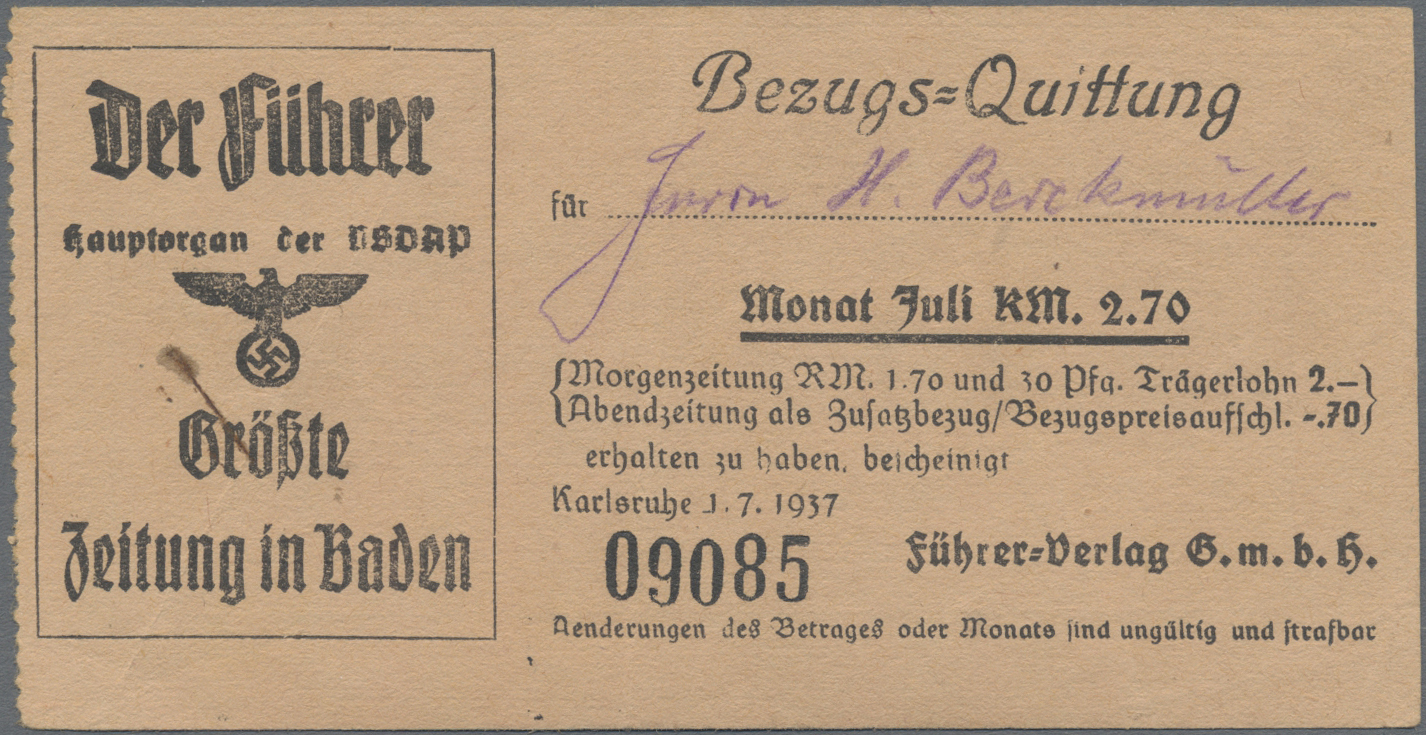 Der Führer
Hauptorgan der NSDAP
Größte
Zeitung in Baden
Bezugs=Quittung
für Herrn H. Berckmüller
Monat Juli RM. 2.70
{Morgenzeitung RM. 1.70 und 30 Pfg. Trägerlohn 2.—}
{Abendzeitung als Zusatzbezug/Bezugspreisaufschl. -.70}
erhalten zu haben, bescheinigt
Karlsruhe 1. 7. 1937
09085
Führer=Verlag G. m. b. H.
Aenderungen des Betrages oder Monats sind ungültig und strafbar